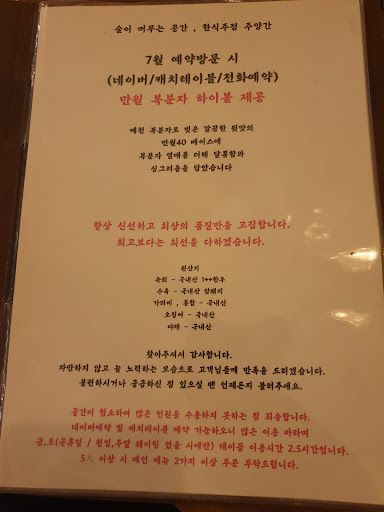 술이 머무는 공간 , 한식주점 주양간
7월 예약방문 시
(네이버/캐치테이블/전화예약)
만월 복분자 하이볼 제공
예천 복분자로 빚은 달콤한 뒷맛의
만월40 베이스에
복분자 열매를 더해 달콤함과
싱그러움을 담았습니다
항상 신선하고 최상의 품질만을 고집합니다.
최고보다는 최선을 다하겠습니다.
원산지
육회 - 국내산 1++한우
수육 - 국내산 암돼지
가리비 , 홍합 - 국내산
오징어 - 국내산
야채 - 국내산
찾아주셔서 감사합니다.
자만하지 않고 늘 노력하는 모습으로 고객님들께 만족을 드리겠습니다.
불편하시거나 궁금하신 점 있으실 땐 언제든지 불러주세요.
공간이 협소하여 많은 인원을 수용하지 못하는 점 죄송합니다.
네이버예약 및 캐치테이블 예약 가능하오니 많은 이용 바라며
금,토(공휴일 / 평일,주말 웨이팅 있을 시에만) 테이블 이용시간 2.5시간입니다.
5人 이상 시 메인 메뉴 2가지 이상 주문 부탁드립니다.